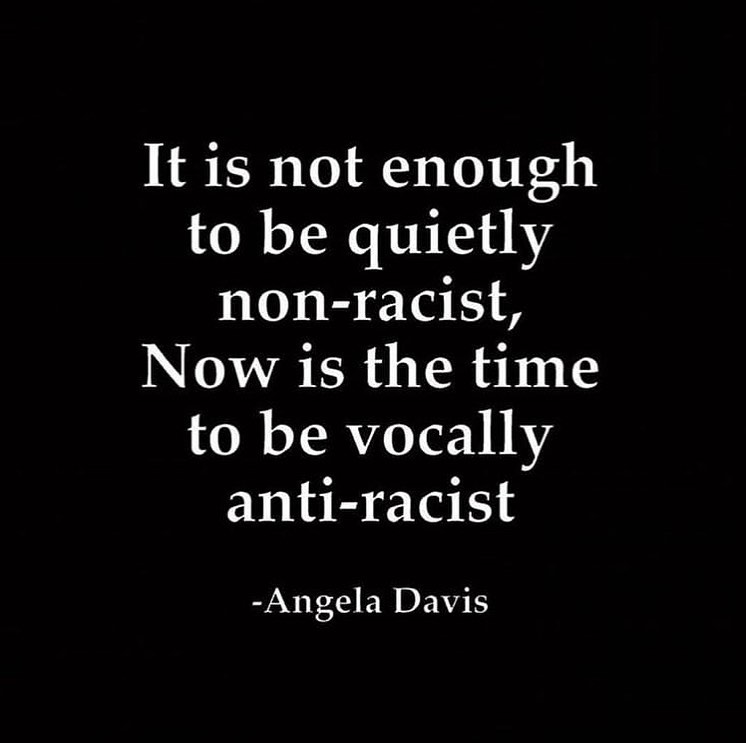 It is not enough
to be quietly
non-racist,
Now is the time
to be vocally
anti-racist
-Angela Davis